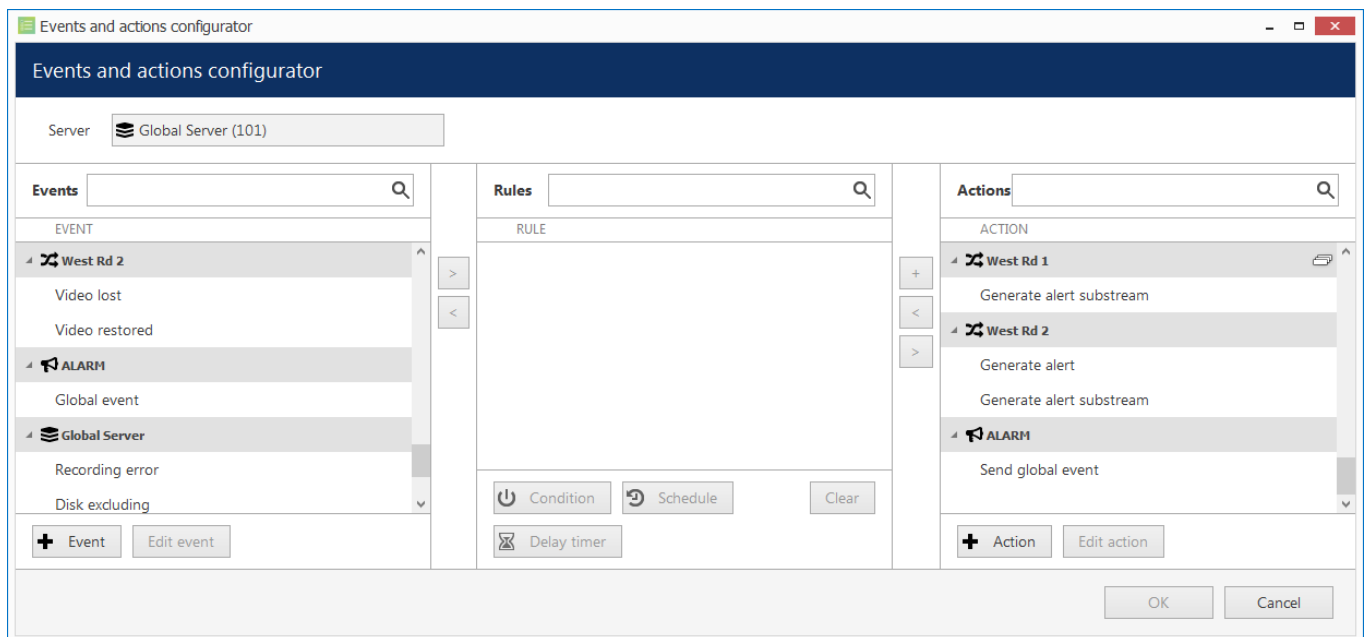 Events and actions configurator
Events and actions configurator
Server Global Server (101)
Events
EVENT
West Rd 2
Video lost
Video restored
ALARM
Global event
Global Server
Recording error
Disk excluding
Event Edit event
> 
<
Rules
RULE
Condition Schedule Clear
Delay timer
+
<
>
Actions
ACTION
West Rd 1
Generate alert substream
West Rd 2
Generate alert
Generate alert substream
ALARM
Send global event
Action Edit action
OK Cancel